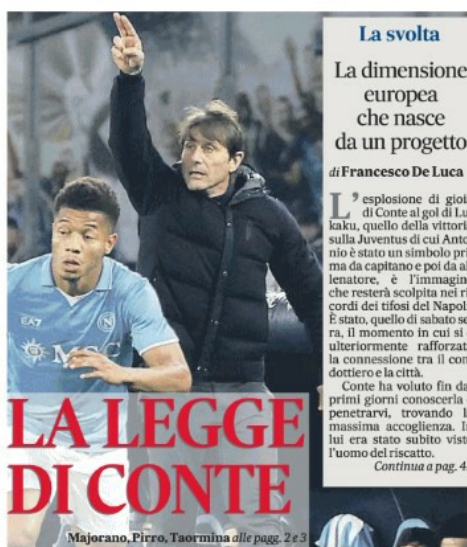 La svolta
La dimensione
europea
che nasce
da un progetto
di Francesco De Luca
L'esplosione di gioi
di Conte al gol di Lu
kaku, quello della vittori
sulla Juventus di cui Anto
nio è stato un simbolo pri
ma da capitano e poi da al
lenatore, è l'immagin
che resterà scolpita nei ri
cordi dei tifosi del Napol
È stato, quello di sabato se
ra, il momento in cui si
ulteriormente rafforzat
la connessione tra il con
dottiero e la città.
Conte ha voluto fin da
primi giorni conoscerla
penetrarvi, trovando l
massima accoglienza. I
lui era stato subito vist
l'uomo del riscatto.
Continua a pag. 4
EA7
MSC
LA LEGGE
DI CONTE
Majorano, Pirro, Taormina alle pagg. 2 e 3